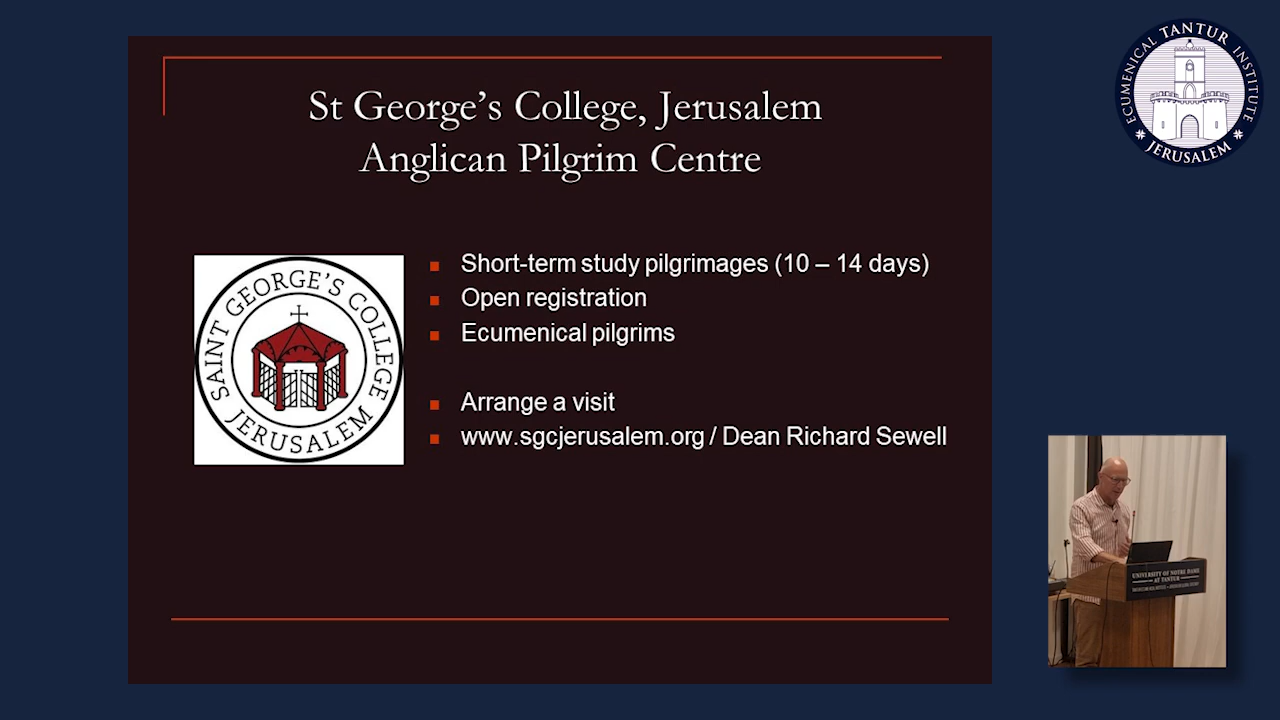 St George's College, Jerusalem
Anglican Pilgrim Centre
SAINT GEORGE'S COLLEGE
JERUSALEM
Short-term study pilgrimages (10 – 14 days)
Open registration
Ecumenical pilgrims
Arrange a visit
www.sgcjerusalem.org / Dean Richard Sewell
ECUMENICAL TANTUR INSTITUTE
JERUSALEM
UNIVERSITY OF NOTRE DAME
AT TANTUR